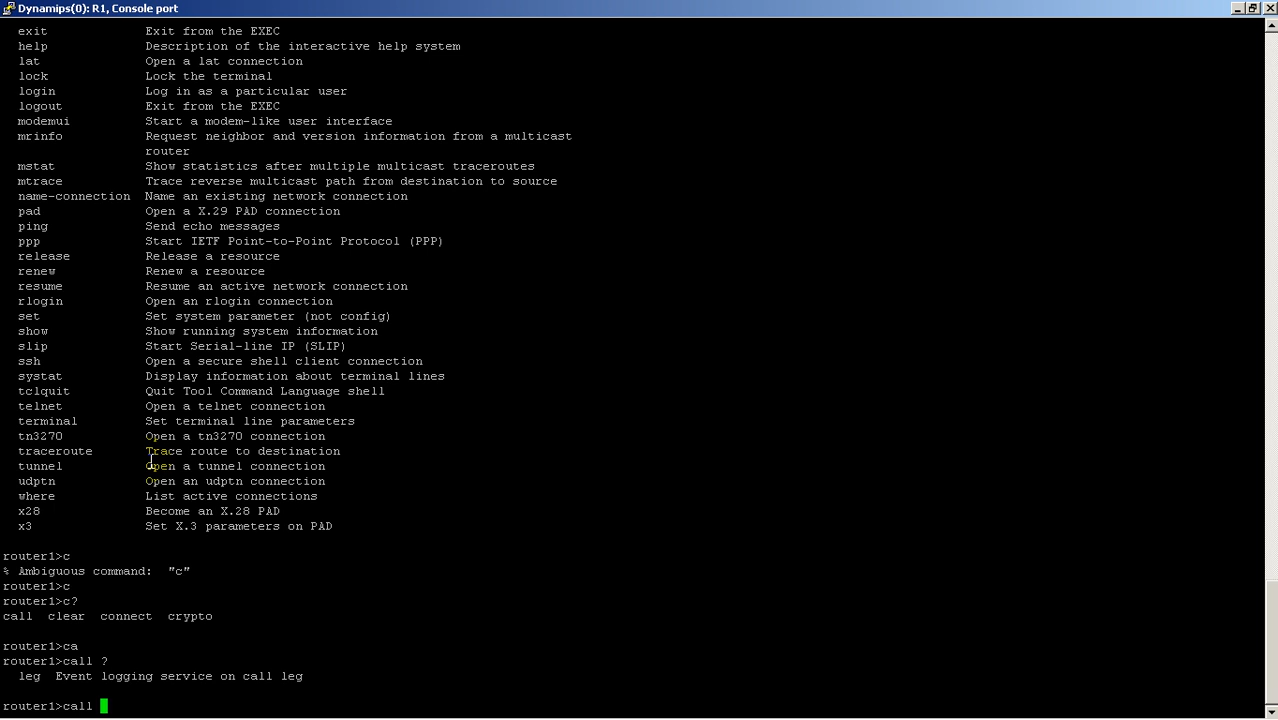 Dynamips(0): R1, Console port
exit Exit from the EXEC
help Description of the interactive help system
lat Open a lat connection
lock Lock the terminal
login Log in as a particular user
logout Exit from the EXEC
modemui Start a modem-like user interface
mrinfo Request neighbor and version information from a multicast
router
mstat Show statistics after multiple multicast traceroutes
mtrace Trace reverse multicast path from destination to source
name-connection Name an existing network connection
pad Open a X.29 PAD connection
ping Send echo messages
ppp Start IETF Point-to-Point Protocol (PPP)
release Release a resource
renew Renew a resource
resume Resume an active network connection
rlogin Open an rlogin connection
set Set system parameter (not config)
show Show running system information
slip Start Serial-line IP (SLIP)
ssh Open a secure shell client connection
systat Display information about terminal lines
tclquit Quit Tool Command Language shell
telnet Open a telnet connection
terminal Set terminal line parameters
tn3270 Open a tn3270 connection
traceroute Trace route to destination
tunnel Open a tunnel connection
udptn Open an udptn connection
where List active connections
x28 Become an X.28 PAD
x3 Set X.3 parameters on PAD
router1>c
% Ambiguous command: "c"
router1>c
router1>c?
call clear connect crypto
router1>ca
router1>call ?
leg Event logging service on call leg
router1>call